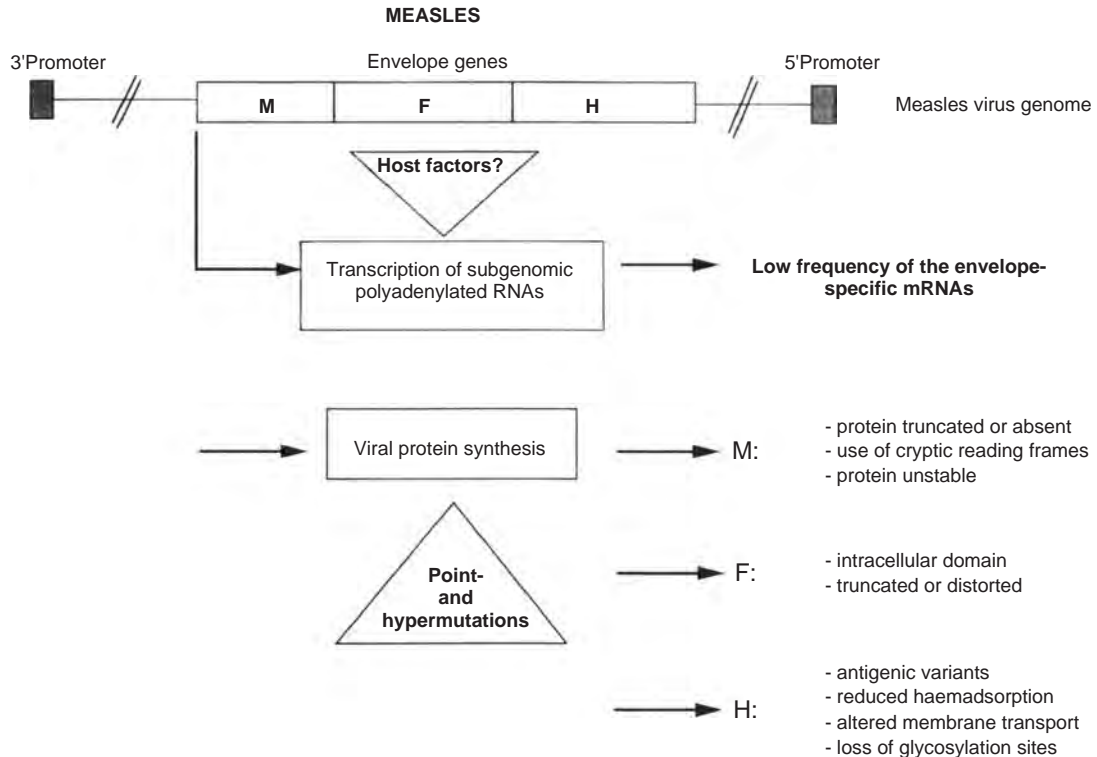 MEASLES
3'Promoter
Envelope genes
5'Promoter
M
F
H
Measles virus genome
Host factors?
Transcription of subgenomic
polyadenylated RNAs
Low frequency of the envelope-
specific mRNAs
Viral protein synthesis
M:
- protein truncated or absent
- use of cryptic reading frames
- protein unstable
Point-
and
hypermutations
F:
- intracellular domain
- truncated or distorted
H:
- antigenic variants
- reduced haemadsorption
- altered membrane transport
- loss of glycosylation sites